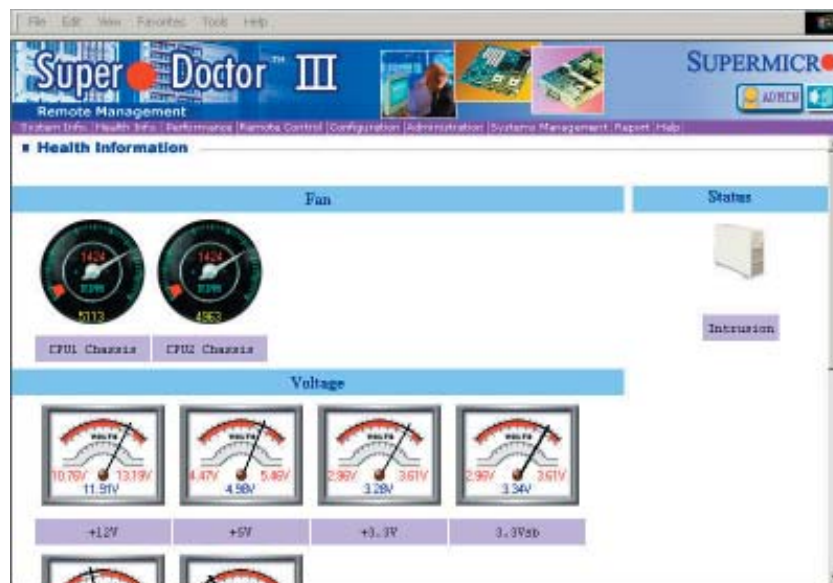 File Edit View Favorites Tools Help
Super Doctor™ III
SUPERMICR
Remote Management
ADMIN
System Info. Health Info. Performance Remote Control Configuration Administration Systems Management Report Help
Health Information
Fan Status
1424 1424
5113 4963
CPU1 Chassis CPU2 Chassis
Intrusion
Voltage
VOLTS VOLTS VOLTS VOLTS
10.76V 13.19V 4.47V 5.46V 2.96V 3.61V 2.96V 3.61V
11.91V 4.98V 3.28V 3.34V
+12V +5V +3.3V 3.3Vsb